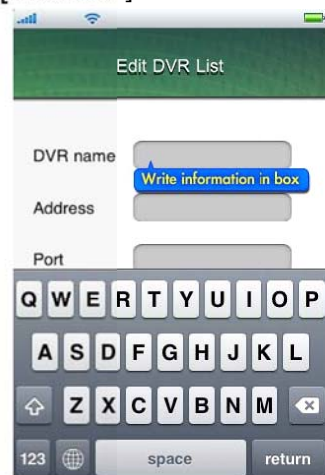 Edit DVR List
DVR name
Write information in box
Address
Port
Q W E R T Y U I O P
A S D F G H J K L
Z X C V B N M
123 space return